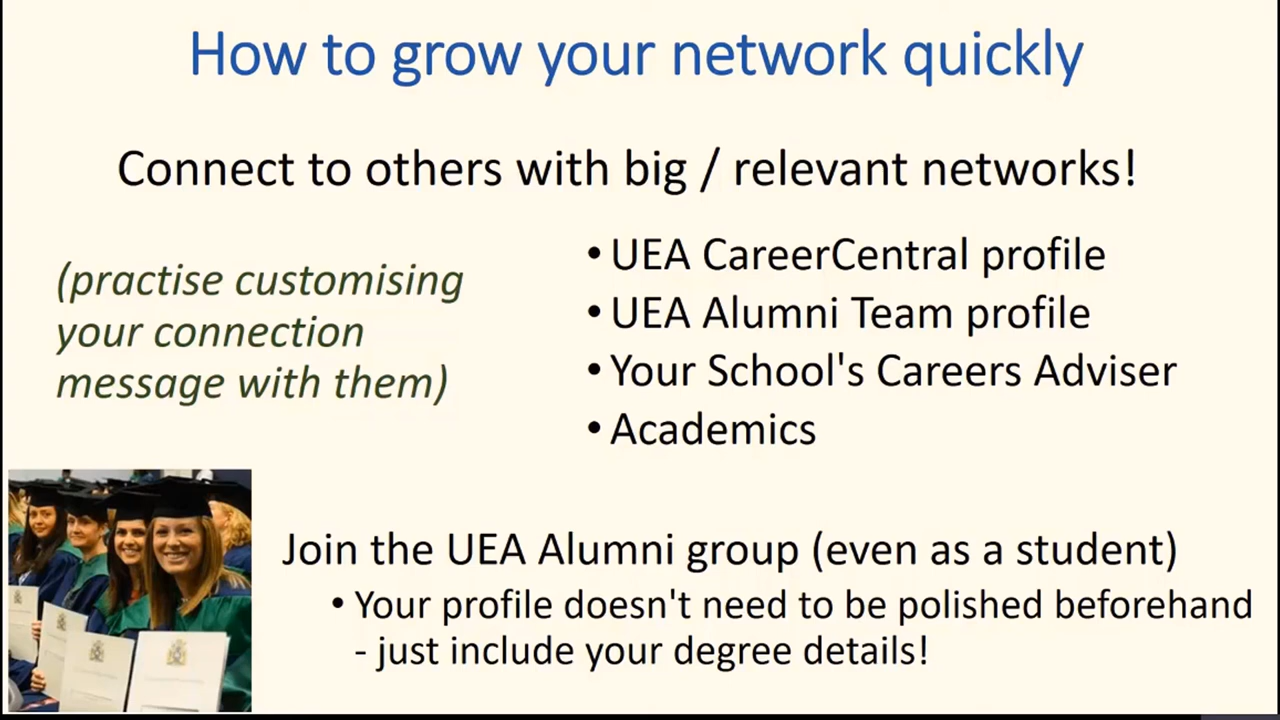 How to grow your network quickly
Connect to others with big / relevant networks!
(practise customising
your connection
message with them)
• UEA CareerCentral profile
• UEA Alumni Team profile
• Your School's Careers Adviser
• Academics
Join the UEA Alumni group (even as a student)
• Your profile doesn't need to be polished beforehand
- just include your degree details!